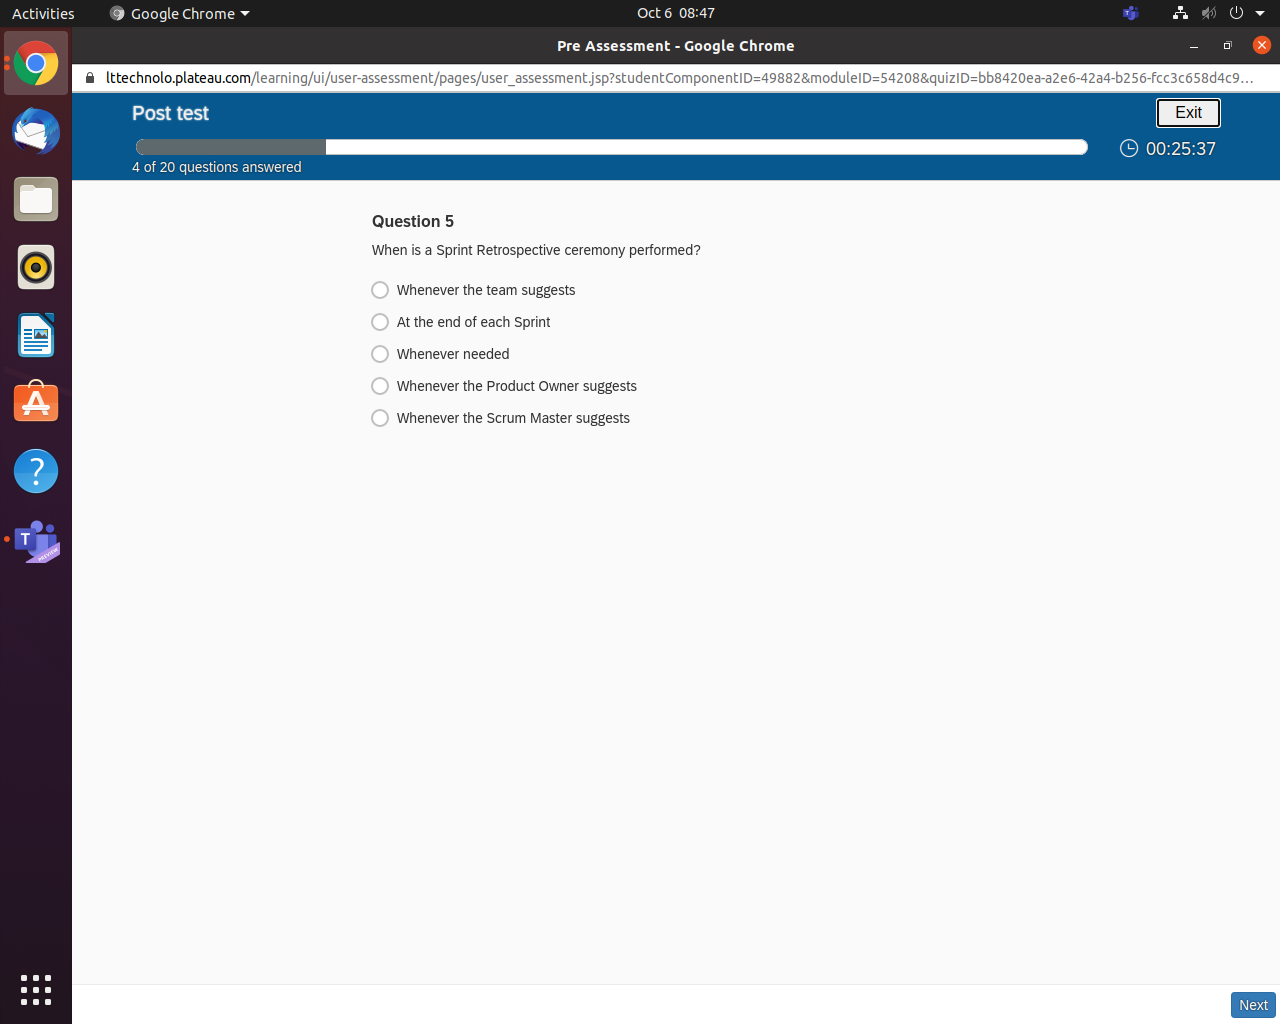 Activities
Google Chrome
Oct 6 08:47
Pre Assessment - Google Chrome
lttechnolo.plateau.com/learning/ui/user-assessment/pages/user_assessment.jsp?studentComponentID=49882&moduleID=54208&quizID=bb8420ea-a2e6-42a4-b256-fcc3c658d4c9…
Post test
Exit
00:25:37
4 of 20 questions answered
Question 5
When is a Sprint Retrospective ceremony performed?
Whenever the team suggests
At the end of each Sprint
Whenever needed
Whenever the Product Owner suggests
Whenever the Scrum Master suggests
T
PREVIEW
Next